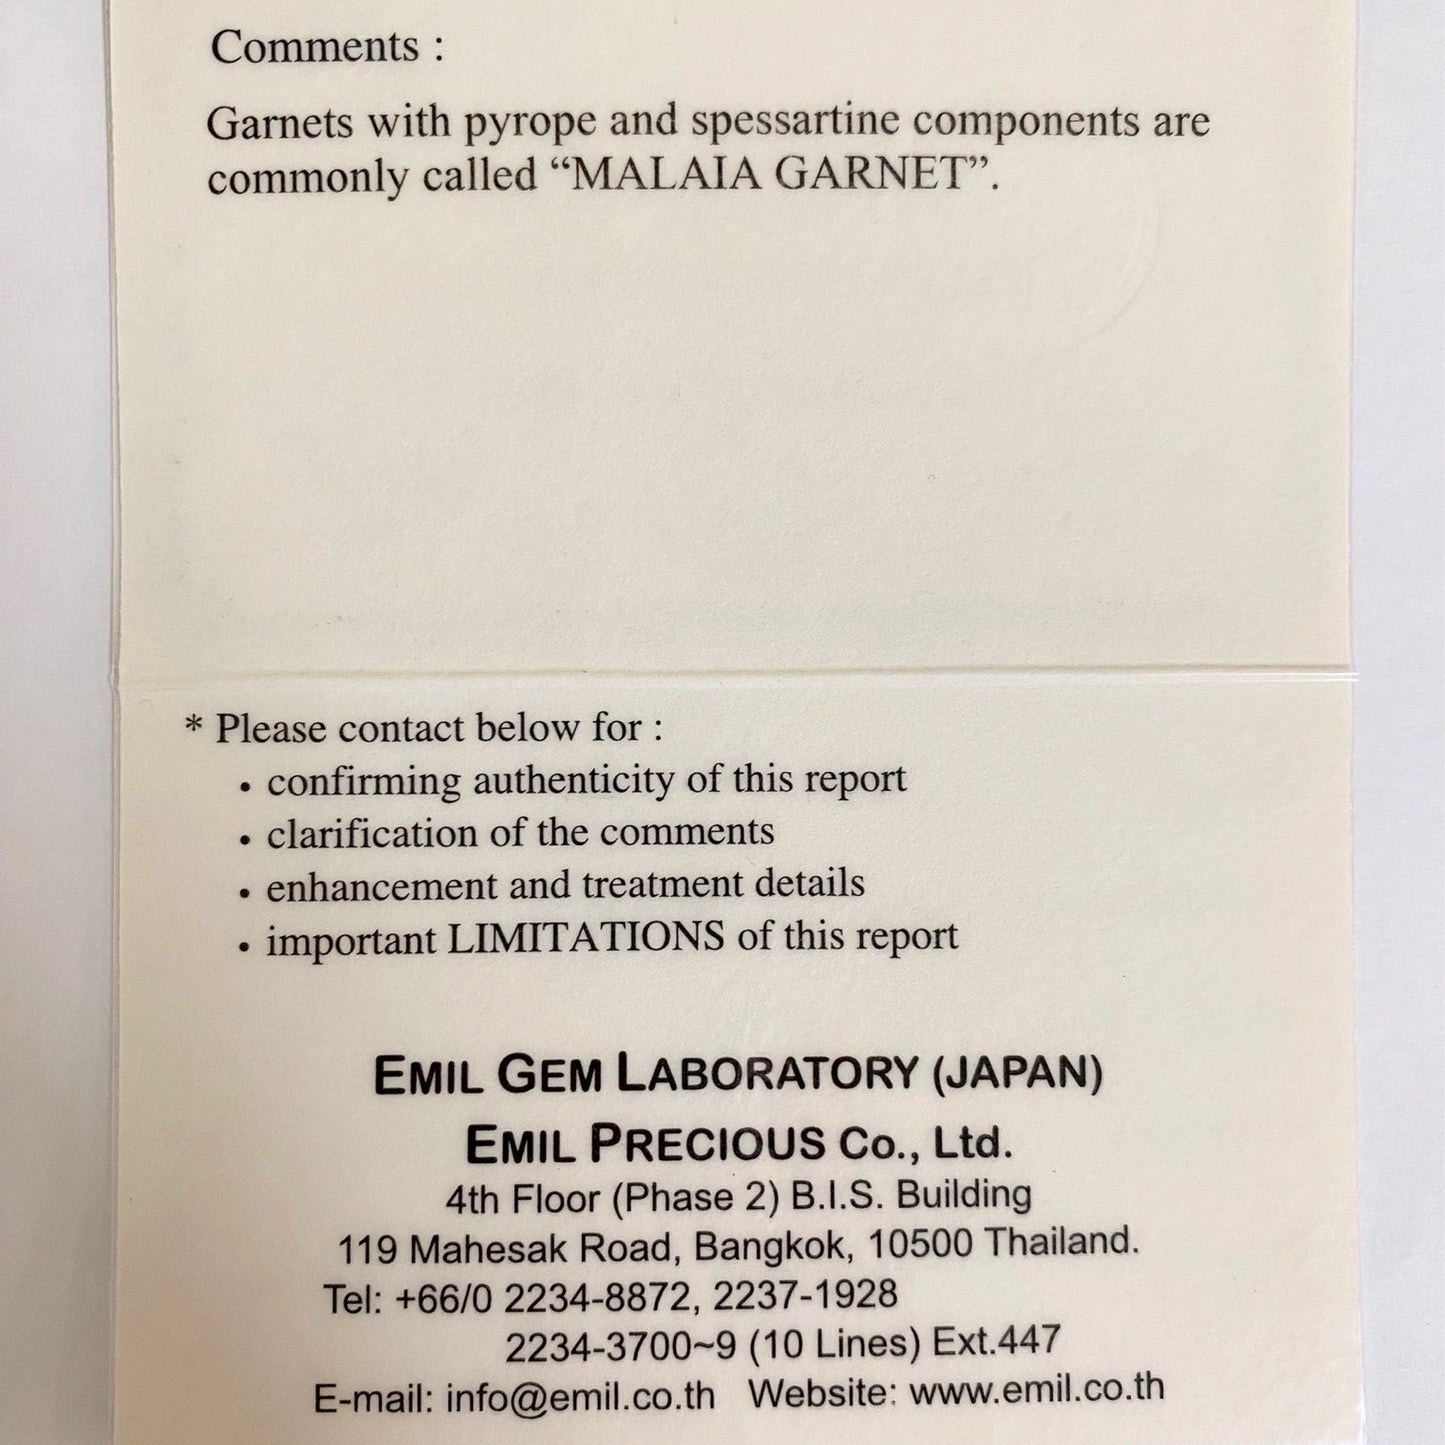 Comments :
Garnets with pyrope and spessartine components are
commonly called “MALAIA GARNET”.
* Please contact below for :
• confirming authenticity of this report
• clarification of the comments
• enhancement and treatment details
• important LIMITATIONS of this report
EMIL GEM LABORATORY (JAPAN)
EMIL PRECIOUS Co., Ltd.
4th Floor (Phase 2) B.I.S. Building
119 Mahesak Road, Bangkok, 10500 Thailand.
Tel: +66/0 2234-8872, 2237-1928
2234-3700~9 (10 Lines) Ext.447
E-mail: info@emil.co.th Website: www.emil.co.th